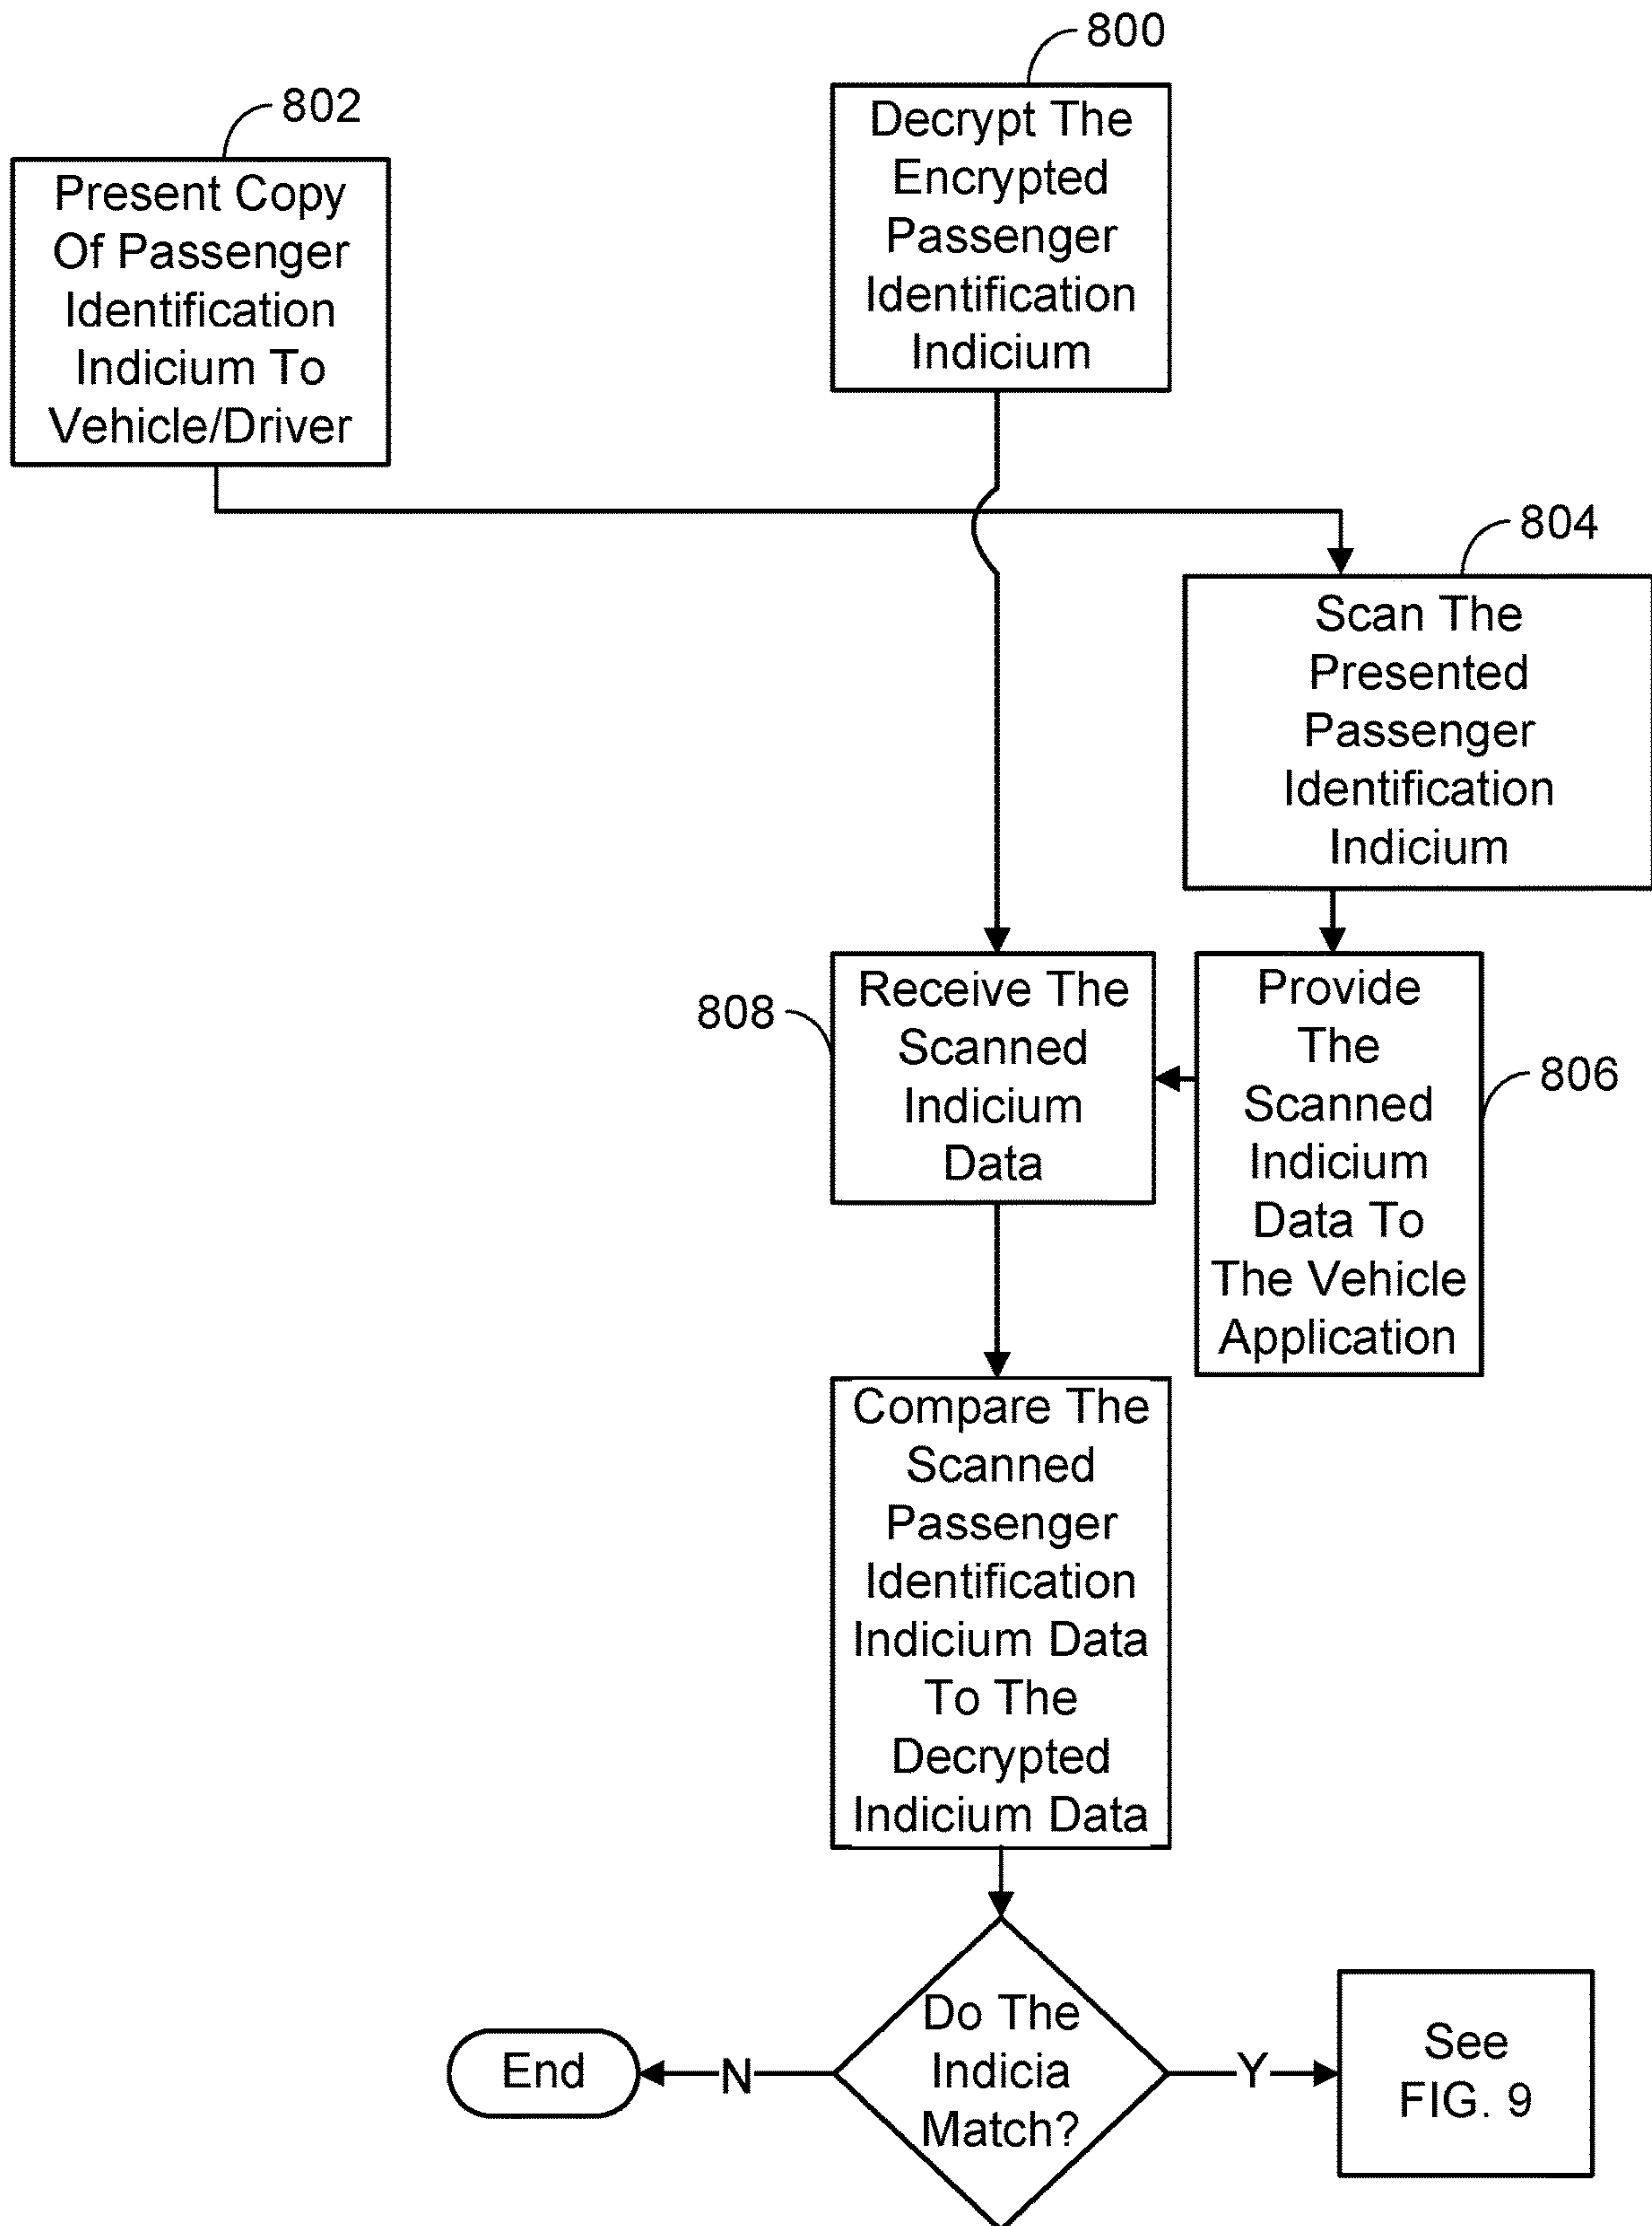 800
Decrypt The
Encrypted
Passenger
Identification
Indicium
802
Present Copy
Of Passenger
Identification
Indicium To
Vehicle/Driver
804
Scan The
Presented
Passenger
Identification
Indicium
808
Receive The
Scanned
Indicium
Data
806
Provide
The
Scanned
Indicium
Data To
The Vehicle
Application
Compare The
Scanned
Passenger
Identification
Indicium Data
To The
Decrypted
Indicium Data
Do The
Indicia
Match?
N
End
Y
See
FIG. 9